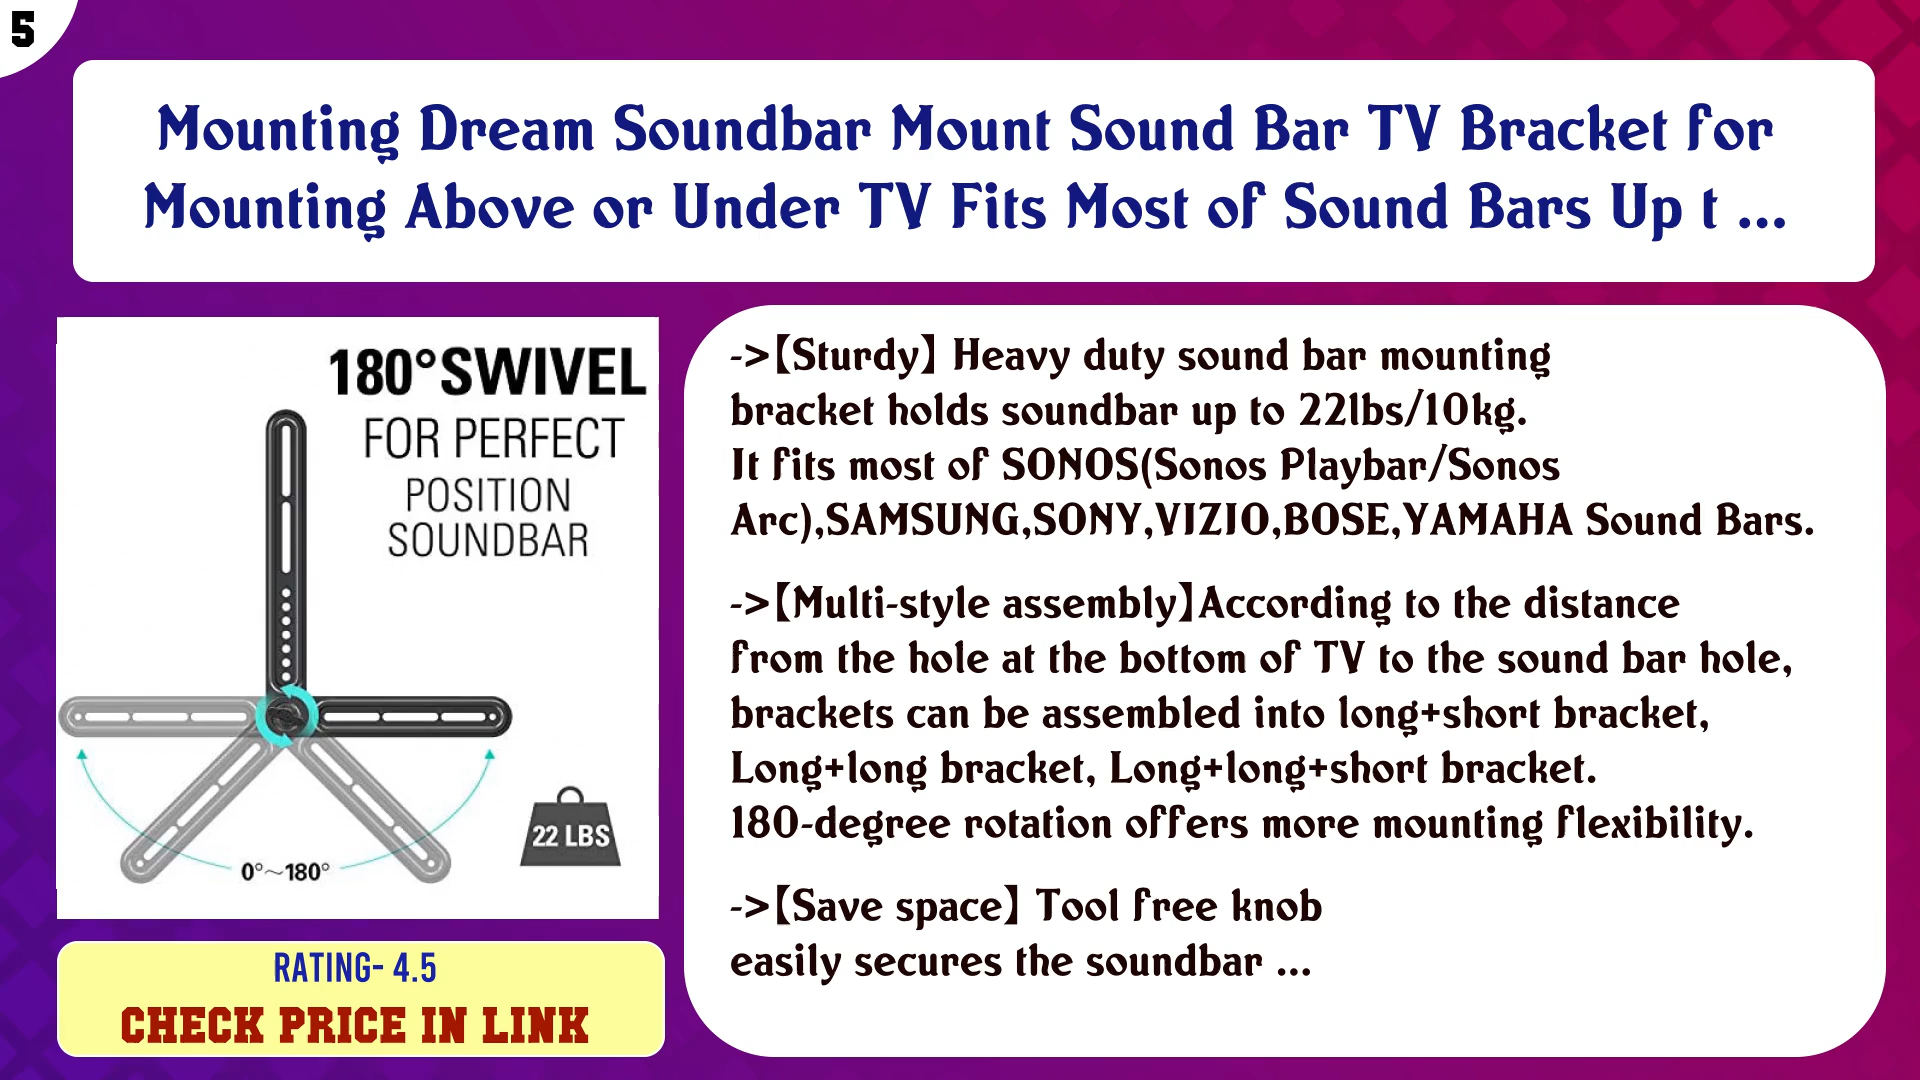 5
Mounting Dream Soundbar Mount Sound Bar TV Bracket for
Mounting Above or Under TV Fits Most of Sound Bars Up t ...
180°SWIVEL
FOR PERFECT
POSITION
SOUNDBAR
0°～180°
22 LBS
RATING- 4.5
CHECK PRICE IN LINK
->【Sturdy】 Heavy duty sound bar mounting
bracket holds soundbar up to 22lbs/10kg.
It fits most of SONOS(Sonos Playbar/Sonos
Arc),SAMSUNG,SONY,VIZIO,BOSE,YAMAHA Sound Bars.
->【Multi-style assembly】According to the distance
from the hole at the bottom of TV to the sound bar hole,
brackets can be assembled into long+short bracket,
Long+long bracket, Long+long+short bracket.
180-degree rotation offers more mounting flexibility.
->【Save space】 Tool free knob
easily secures the soundbar ...